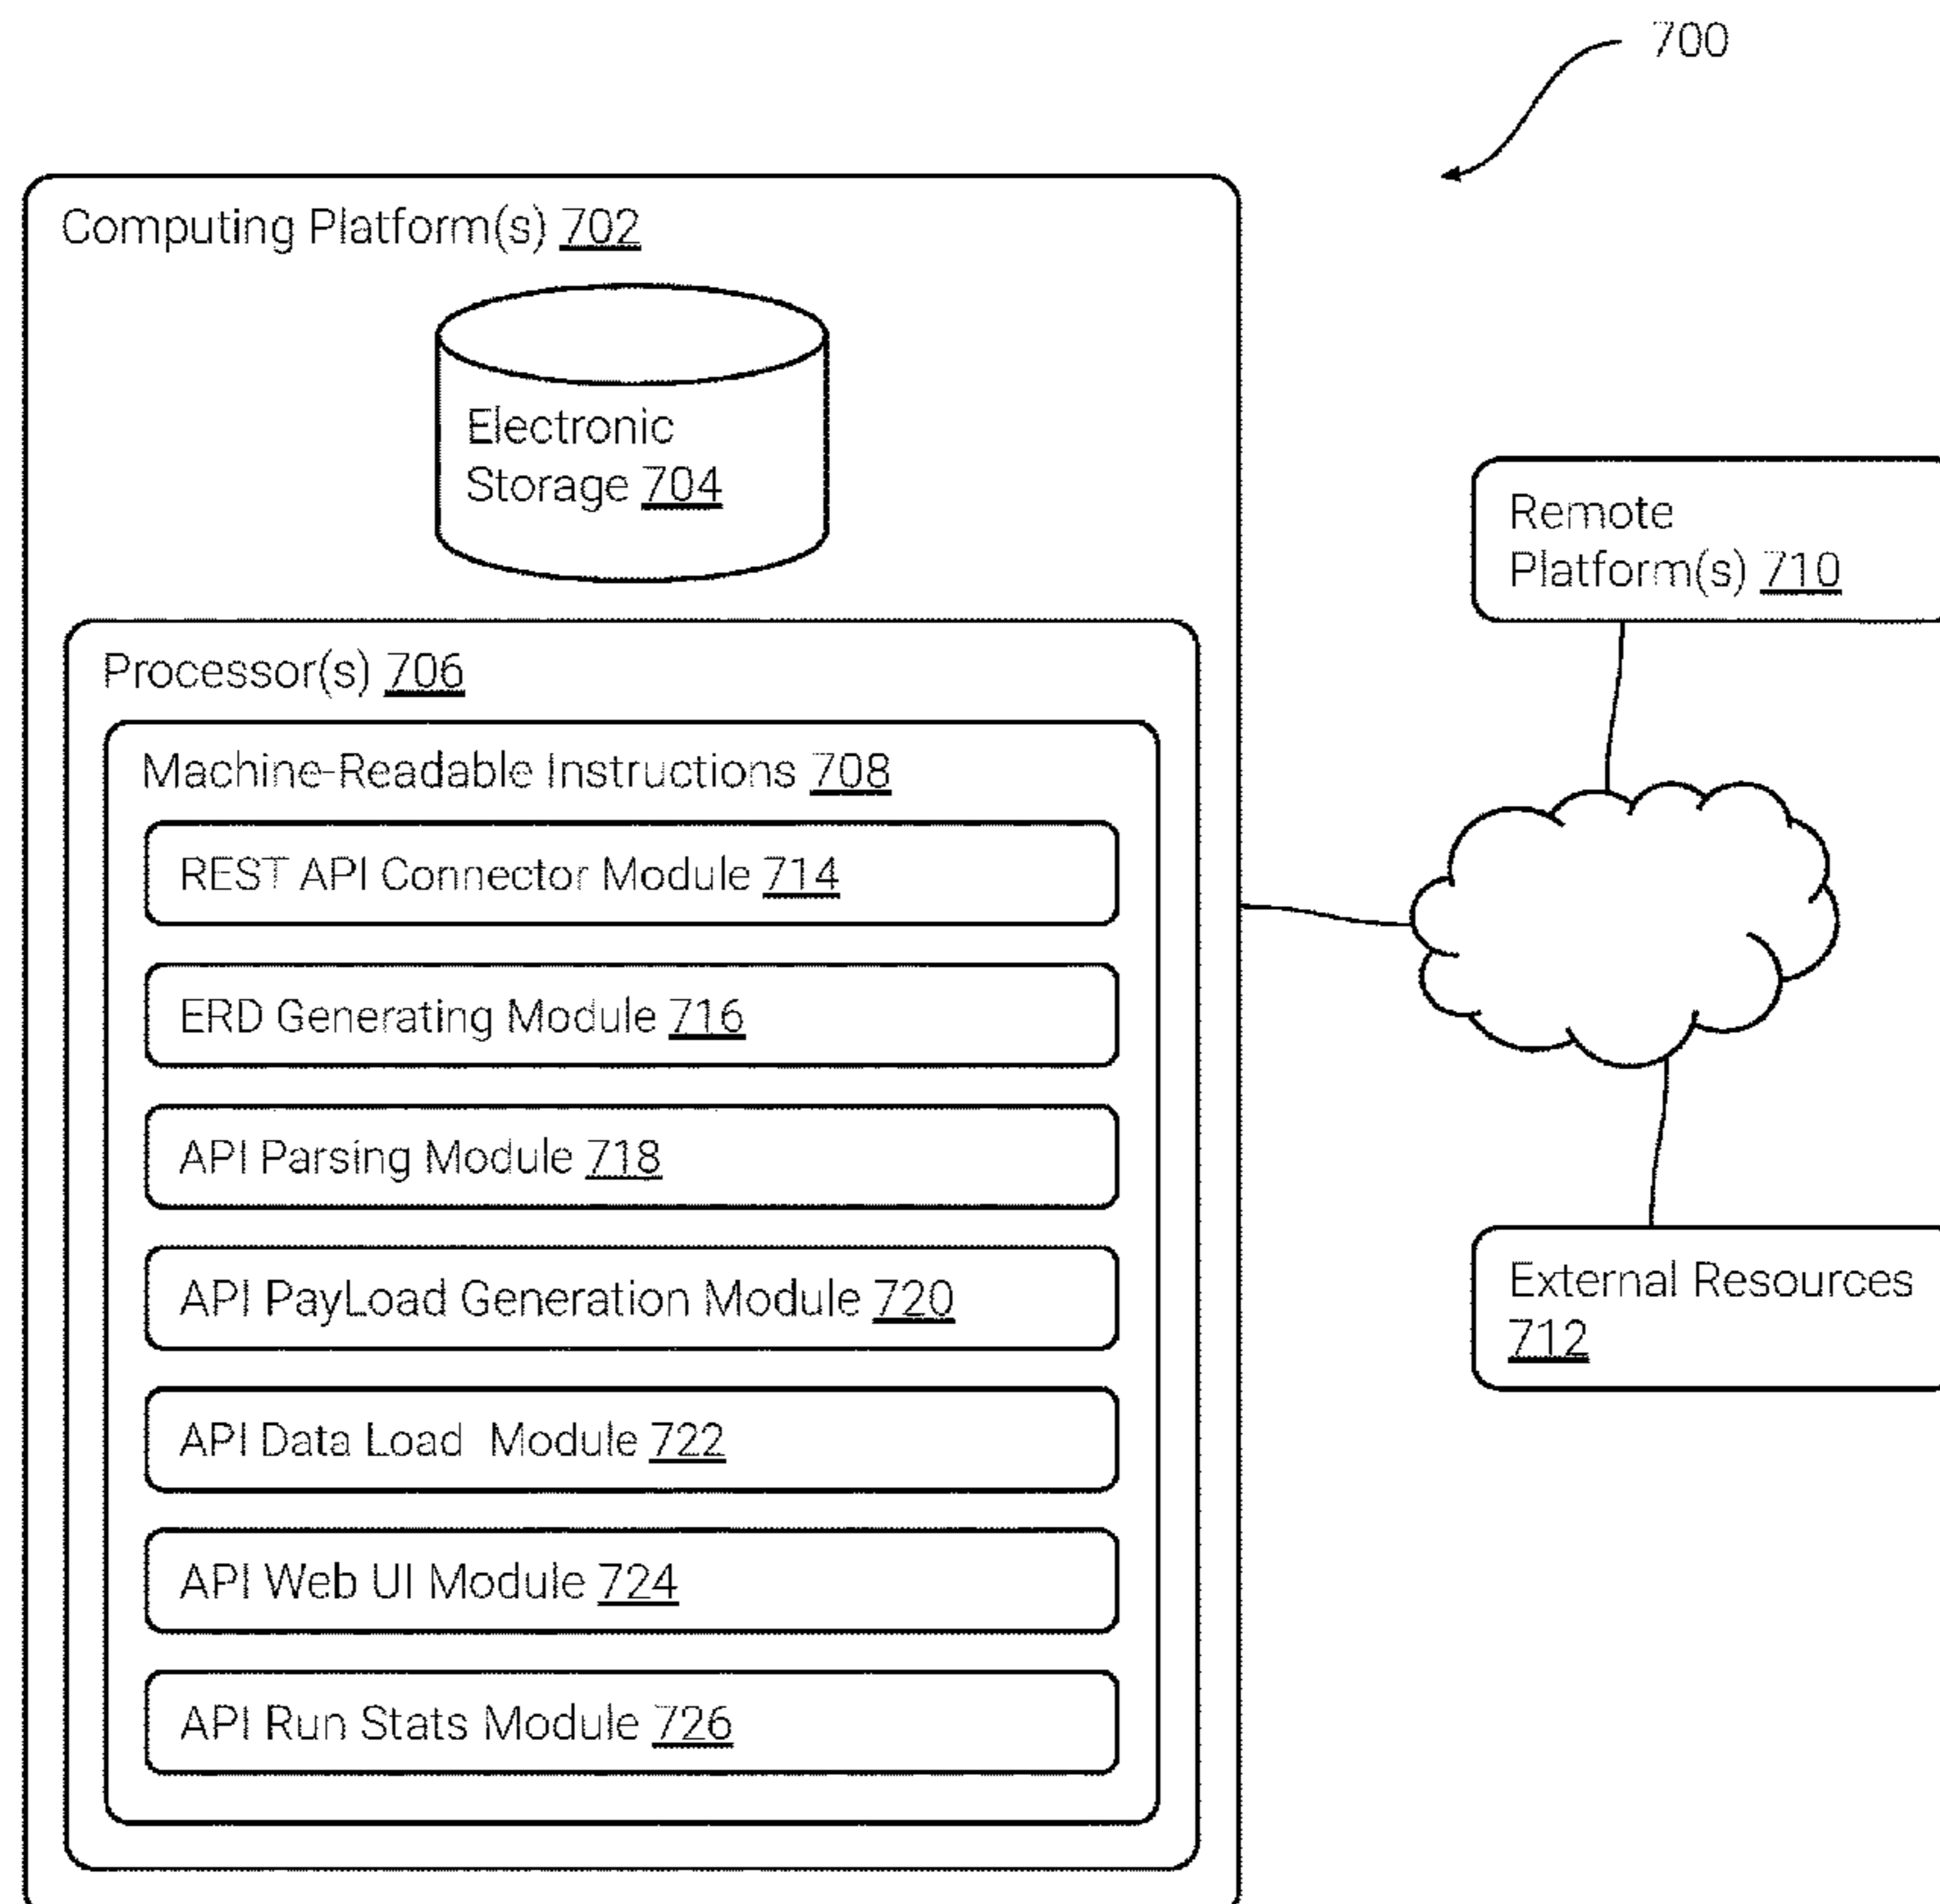 700
Computing Platform(s) 702
Electronic
Storage 704
Remote
Platform(s) 710
Processor(s) 706
Machine-Readable Instructions 708
REST API Connector Module 714
ERD Generating Module 716
API Parsing Module 718
API PayLoad Generation Module 720
External Resources
712
API Data Load Module 722
API Web UI Module 724
API Run Stats Module 726